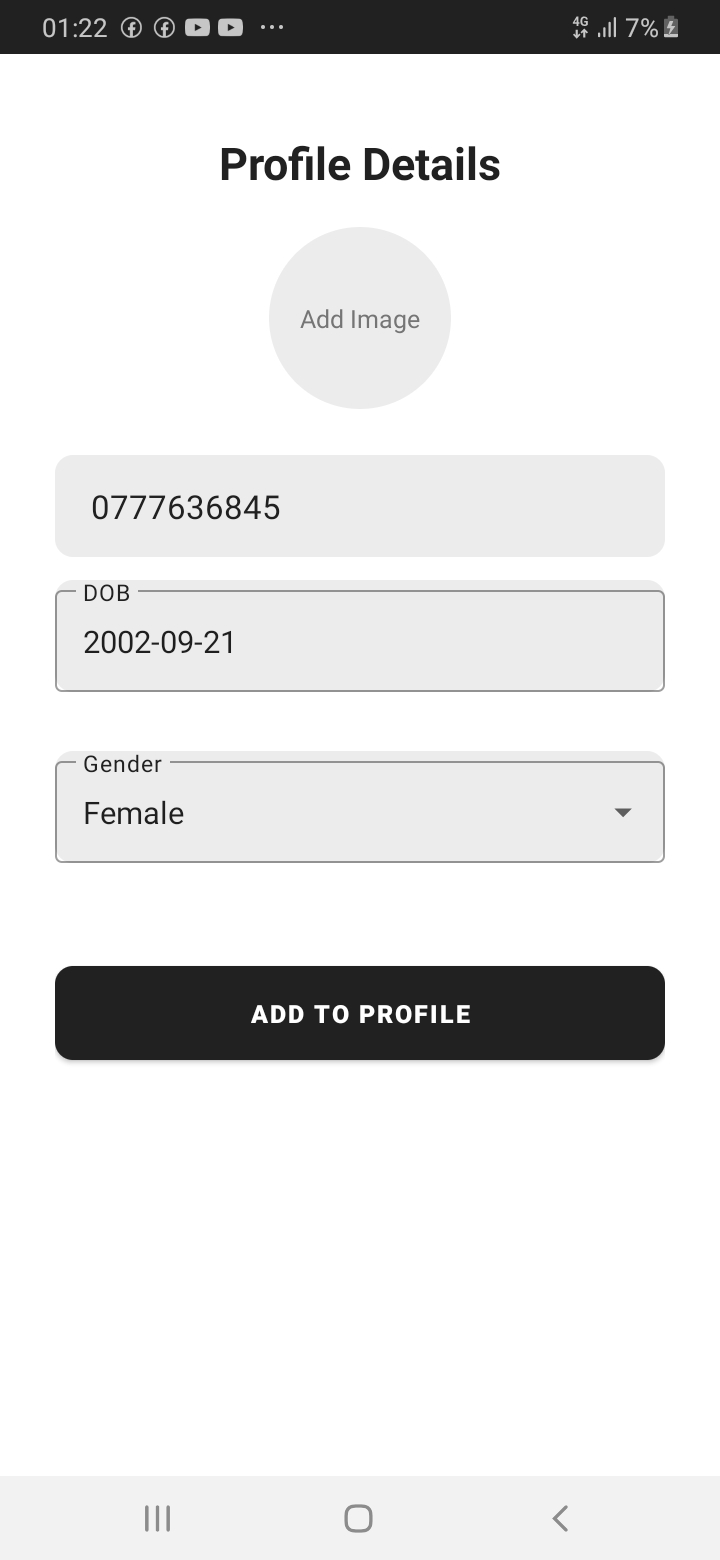 01:22 4G 7%
Profile Details
Add Image
0777636845
DOB
2002-09-21
Gender
Female
ADD TO PROFILE